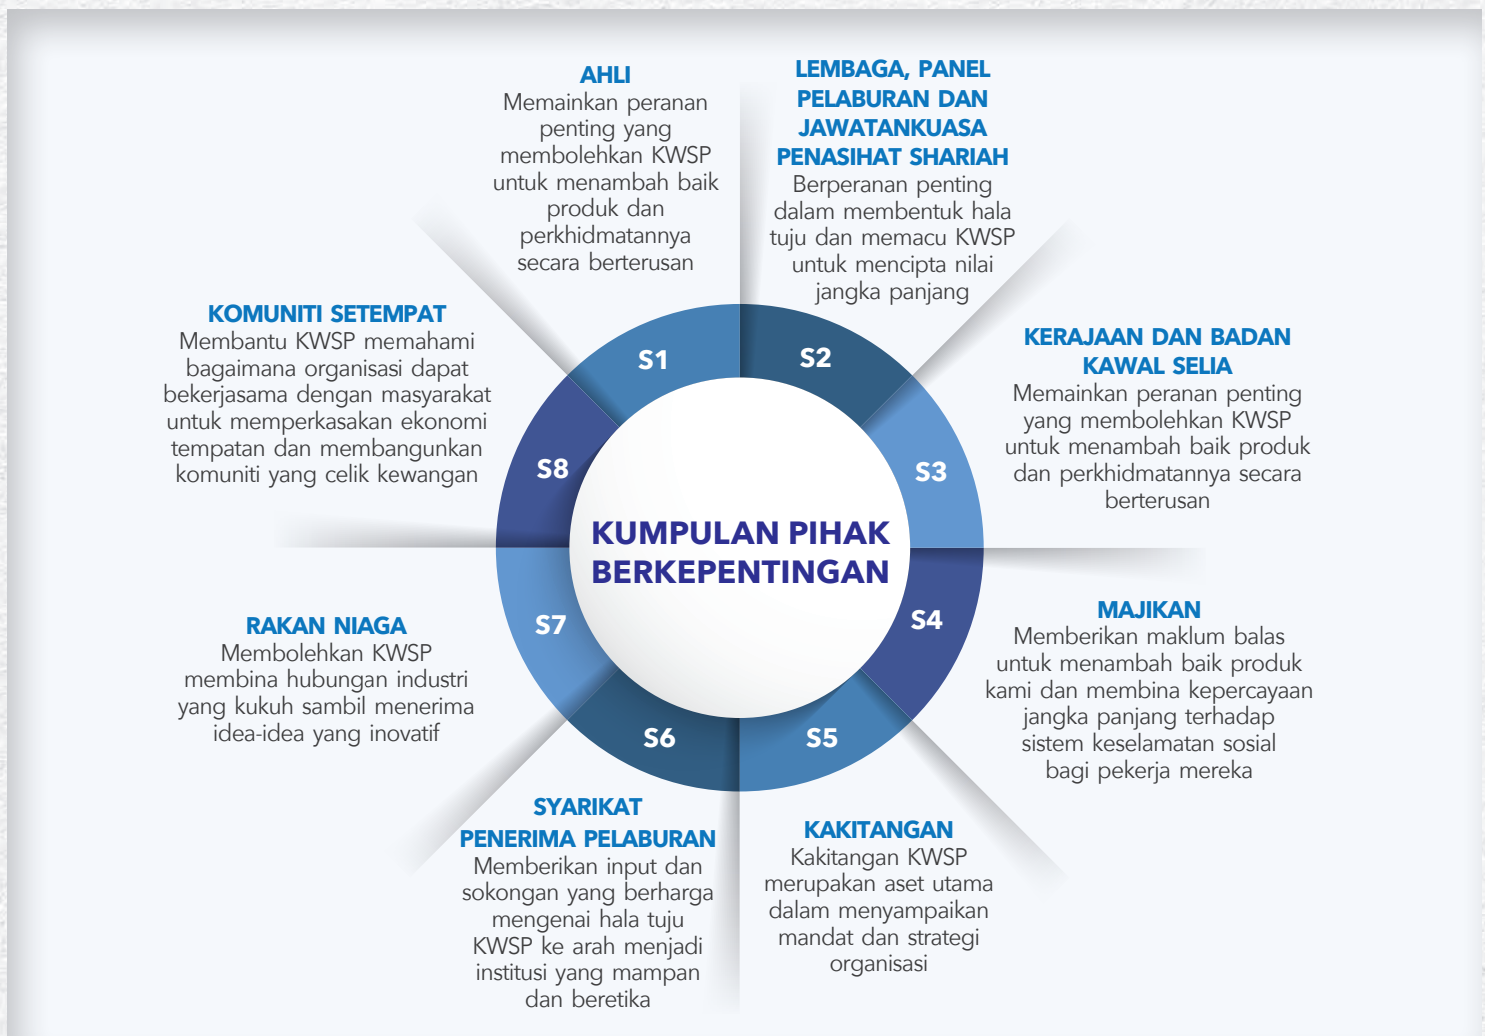 AHLI
Memainkan peranan
penting yang
membolehkan KWSP
untuk menambah baik
produk dan
perkhidmatannya
secara berterusan
LEMBAGA, PANEL
PELABURAN DAN
JAWATANKUASA
PENASIHAT SHARIAH
Berperanan penting
dalam membentuk hala
tuju dan memacu KWSP
untuk mencipta nilai
jangka panjang
KERAJAAN DAN BADAN
KAWAL SELIA
Memainkan peranan penting
yang membolehkan KWSP
untuk menambah baik produk
dan perkhidmatannya secara
berterusan
MAJIKAN
Memberikan maklum balas
untuk menambah baik produk
kami dan membina kepercayaan
jangka panjang terhadap
sistem keselamatan sosial
bagi pekerja mereka
KAKITANGAN
Kakitangan KWSP
merupakan aset utama
dalam menyampaikan
mandat dan strategi
organisasi
SYARIKAT
PENERIMA PELABURAN
Memberikan input dan
sokongan yang berharga
mengenai hala tuju
KWSP ke arah menjadi
institusi yang mampan
dan beretika
RAKAN NIAGA
Membolehkan KWSP
membina hubungan industri
yang kukuh sambil menerima
idea-idea yang inovatif
KOMUNITI SETEMPAT
Membantu KWSP memahami
bagaimana organisasi dapat
bekerjasama dengan masyarakat
untuk memperkasakan ekonomi
tempatan dan membangunkan
komuniti yang celik kewangan
S1
S2
S3
S4
S5
S6
S7
S8
KUMPULAN PIHAK
BERKEPENTINGAN